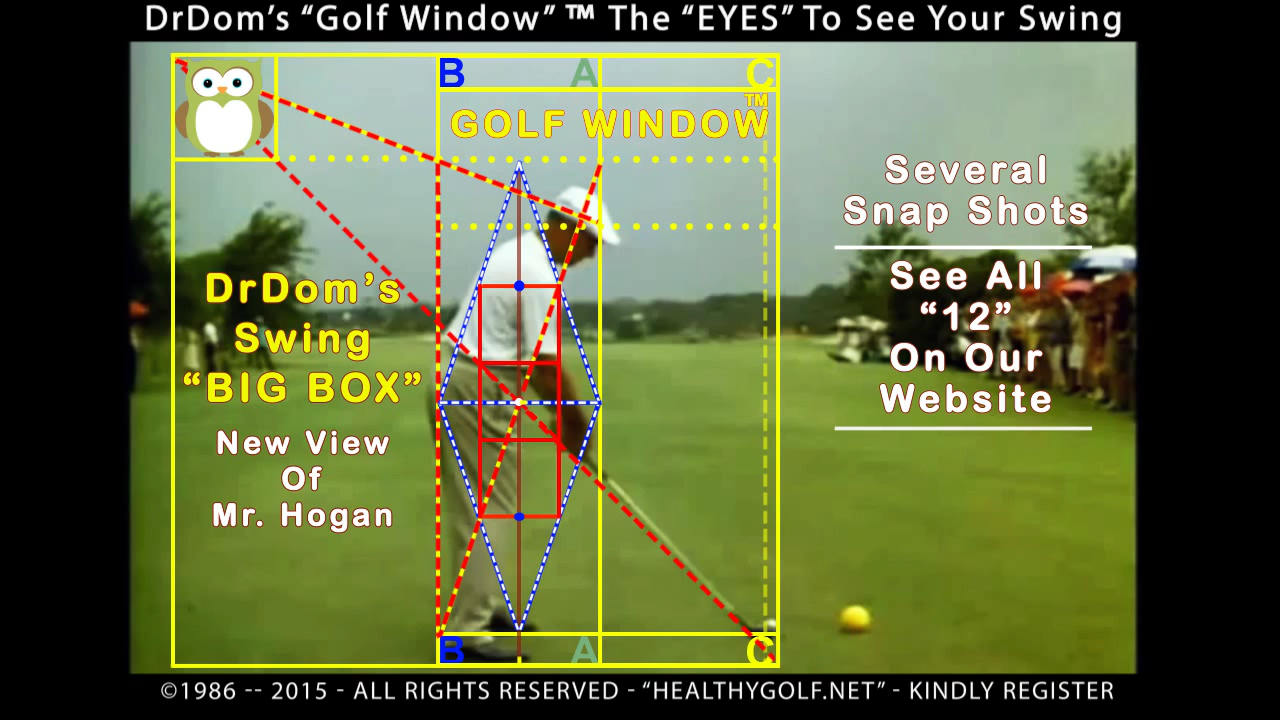 DrDom's “Golf Window” ™ The “EYES” To See Your Swing
B A C
GOLF WINDOW™
DrDom's
Swing
“BIG BOX”
New View
Of
Mr. Hogan
Several
Snap Shots
See All
“12”
On Our
Website
B A C
©1986 -- 2015 - ALL RIGHTS RESERVED - “HEALTHYGOLF.NET” - KINDLY REGISTER